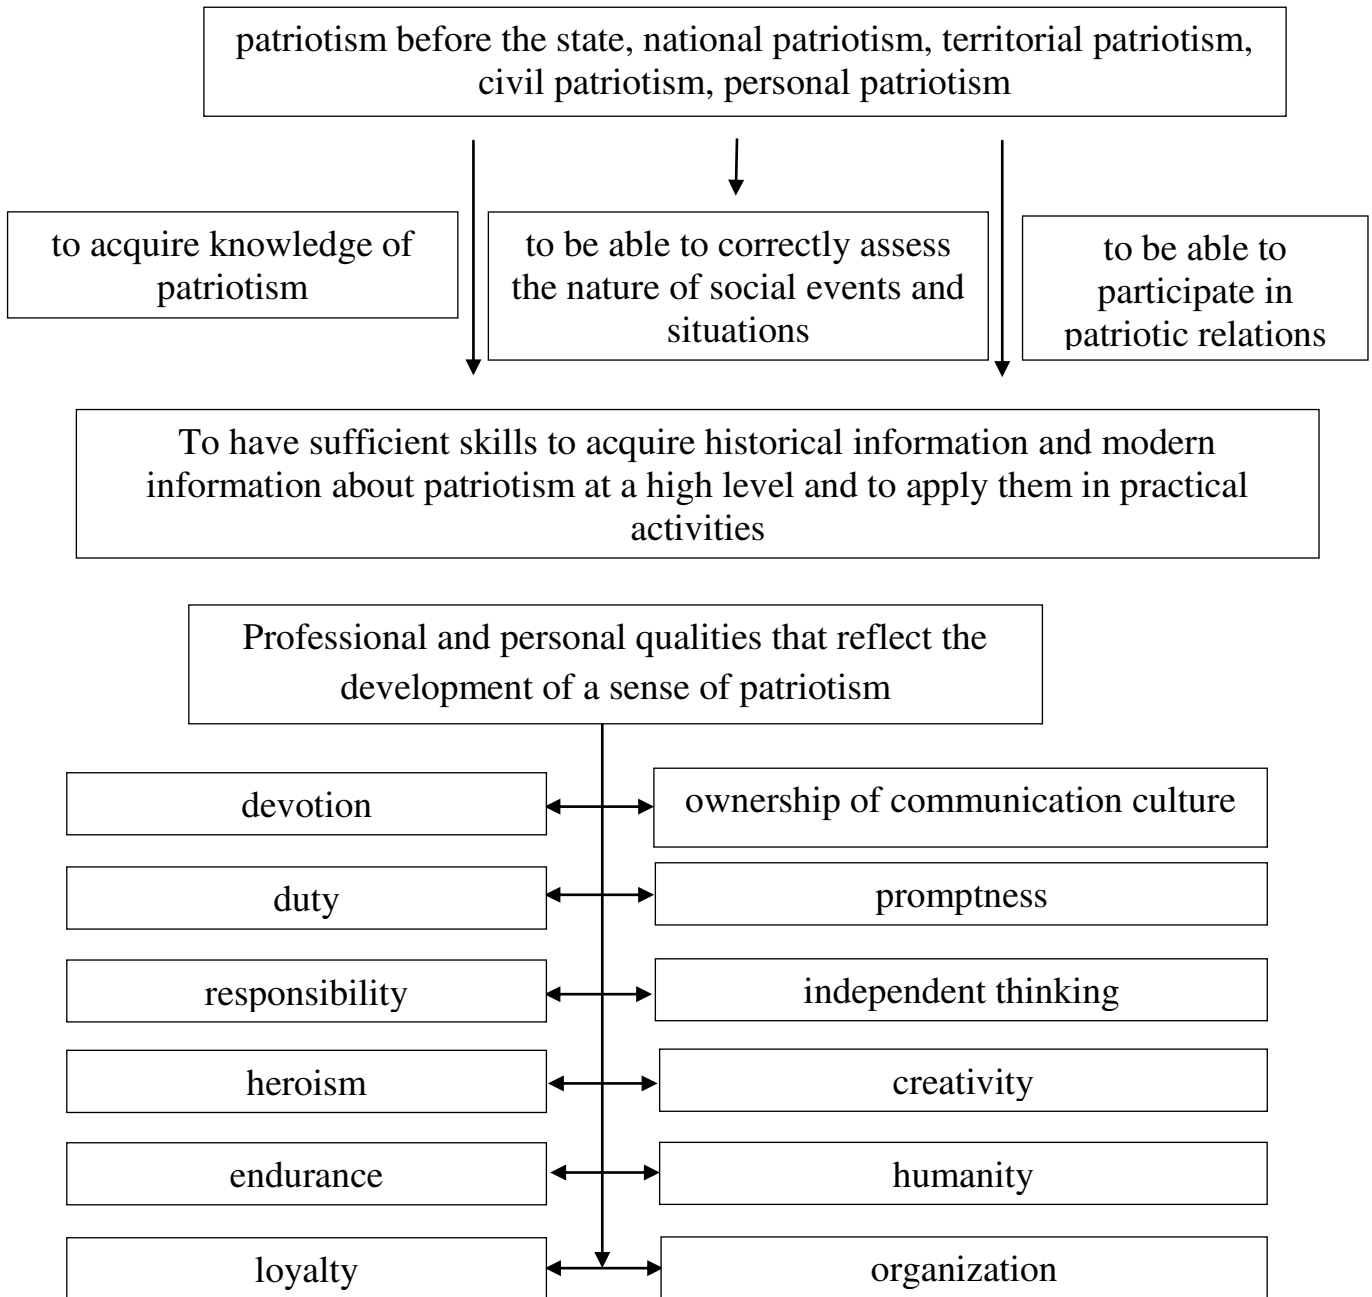 patriotism before the state, national patriotism, territorial patriotism,
civil patriotism, personal patriotism
to acquire knowledge of
patriotism
to be able to correctly assess
the nature of social events and
situations
to be able to
participate in
patriotic relations
To have sufficient skills to acquire historical information and modern
information about patriotism at a high level and to apply them in practical
activities
Professional and personal qualities that reflect the
development of a sense of patriotism
devotion
ownership of communication culture
duty
promptness
responsibility
independent thinking
heroism
creativity
endurance
humanity
loyalty
organization